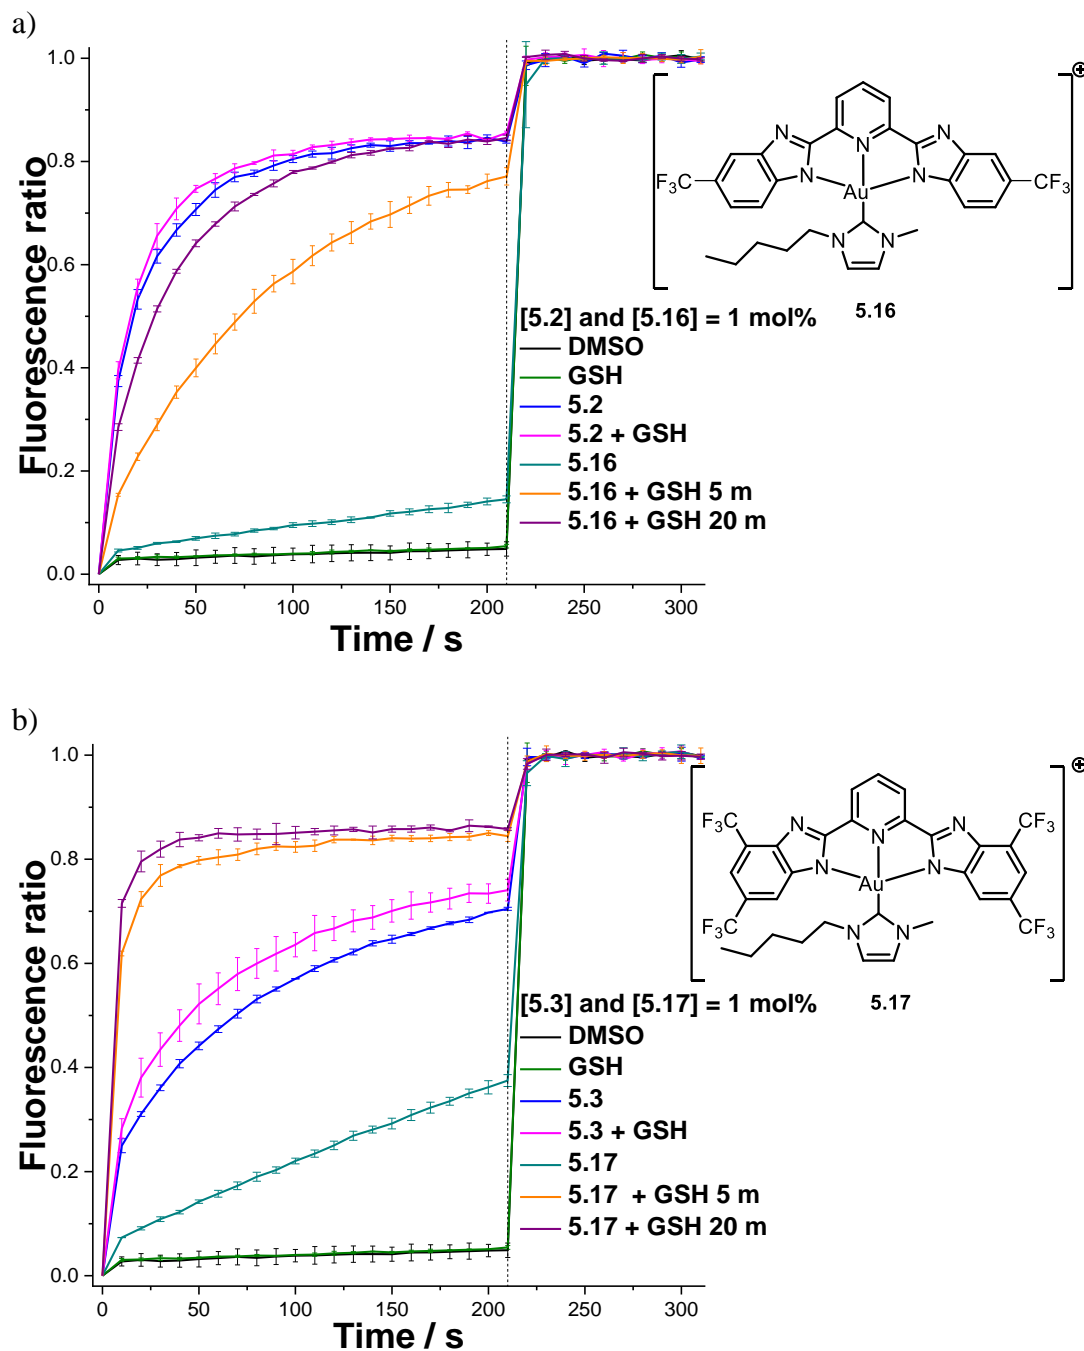 a)
Fluorescence ratio
1.0
0.8
0.6
0.4
0.2
0.0
0 50 100 150 200 250 300
Time / s
[5.2] and [5.16] = 1 mol%
DMSO
GSH
5.2
5.2 + GSH
5.16
5.16 + GSH 5 m
5.16 + GSH 20 m
⊕
N N N
F3C N N CF3
Au
N N
5.16
b)
Fluorescence ratio
1.0
0.8
0.6
0.4
0.2
0.0
0 50 100 150 200 250 300
Time / s
[5.3] and [5.17] = 1 mol%
DMSO
GSH
5.3
5.3 + GSH
5.17
5.17 + GSH 5 m
5.17 + GSH 20 m
⊕
F3C N N N CF3
N N
Au
F3C CF3
N N
5.17